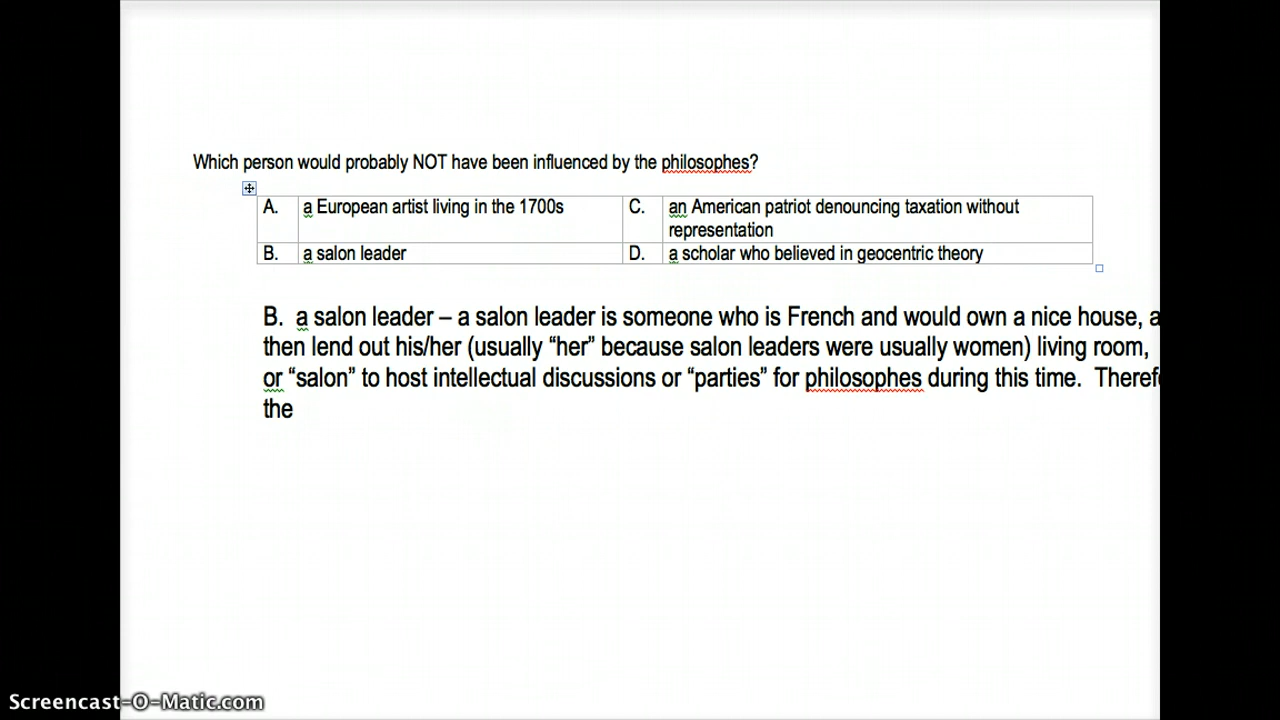 Which person would probably NOT have been influenced by the philosophes?
A. a European artist living in the 1700s C. an American patriot denouncing taxation without
representation
B. a salon leader D. a scholar who believed in geocentric theory
B. a salon leader – a salon leader is someone who is French and would own a nice house, a
then lend out his/her (usually “her” because salon leaders were usually women) living room,
or “salon” to host intellectual discussions or “parties” for philosophes during this time. Theref
the
Screencast-O-Matic.com